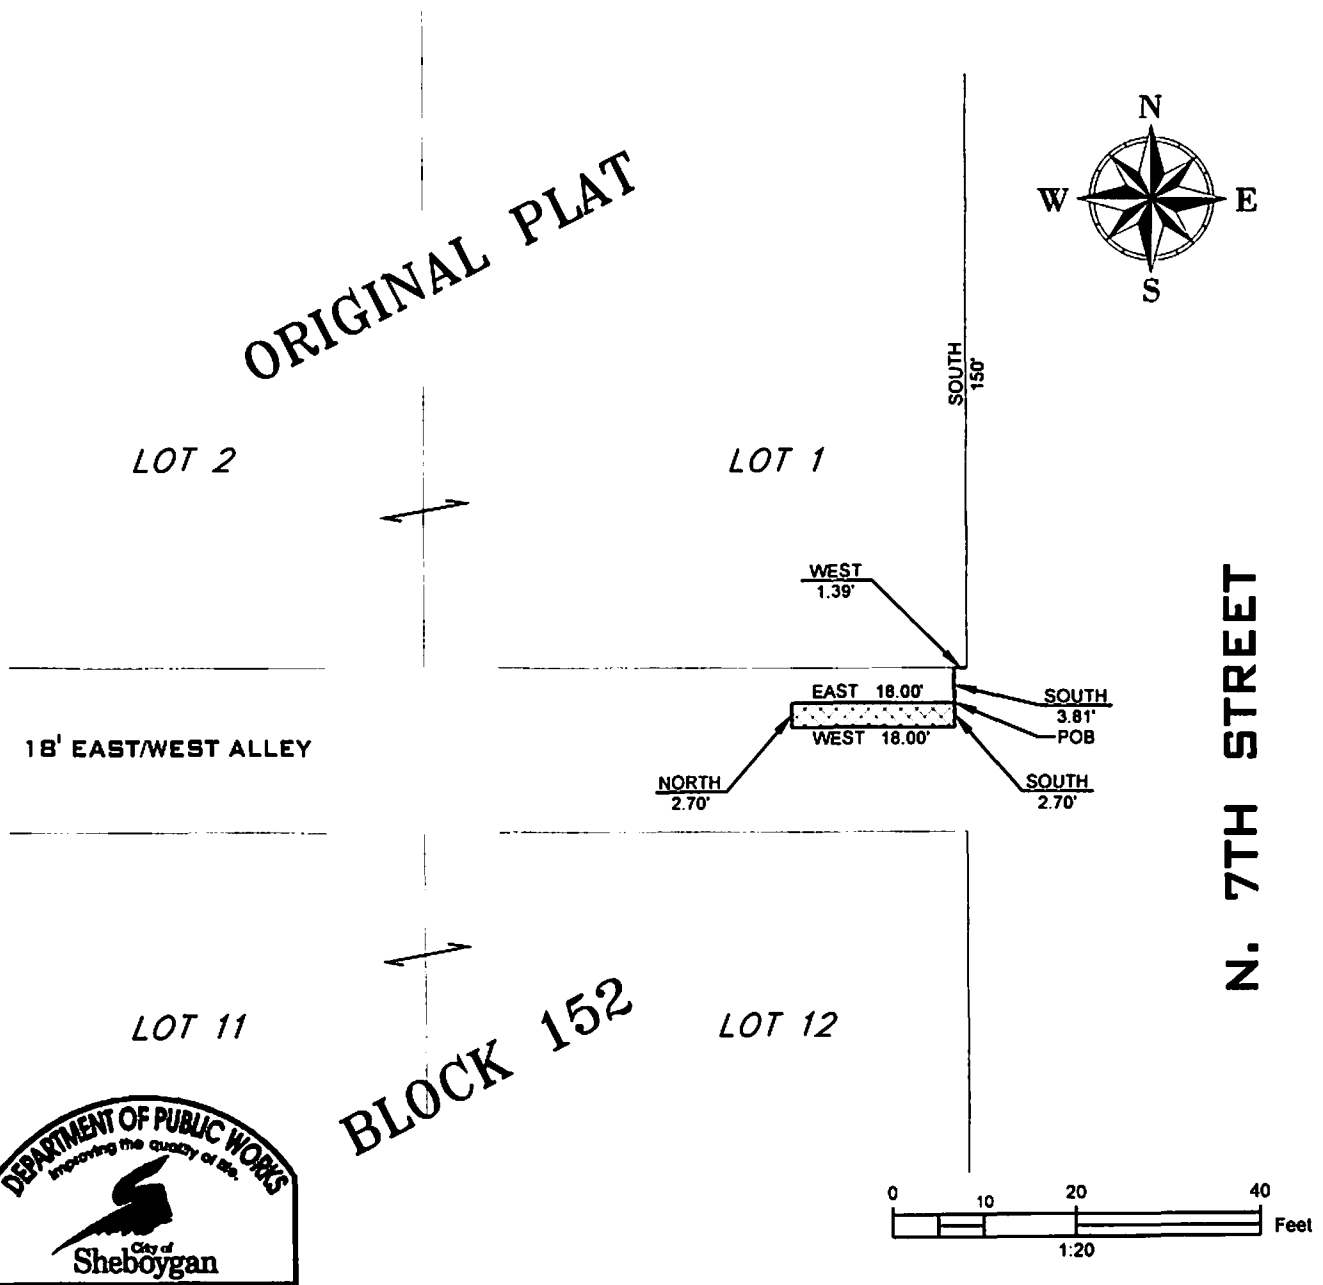 N
W E
S
ORIGINAL PLAT
SOUTH
150'
LOT 2
LOT 1
WEST
1.39'
EAST 18.00'
SOUTH
3.81'
POB
WEST 18.00'
18' EAST/WEST ALLEY
NORTH
2.70'
SOUTH
2.70'
N. 7TH STREET
LOT 11
BLOCK 152
LOT 12
DEPARTMENT OF PUBLIC WORKS
Improving the quality of life.
City of
Sheboygan
0 10 20 40
Feet
1:20